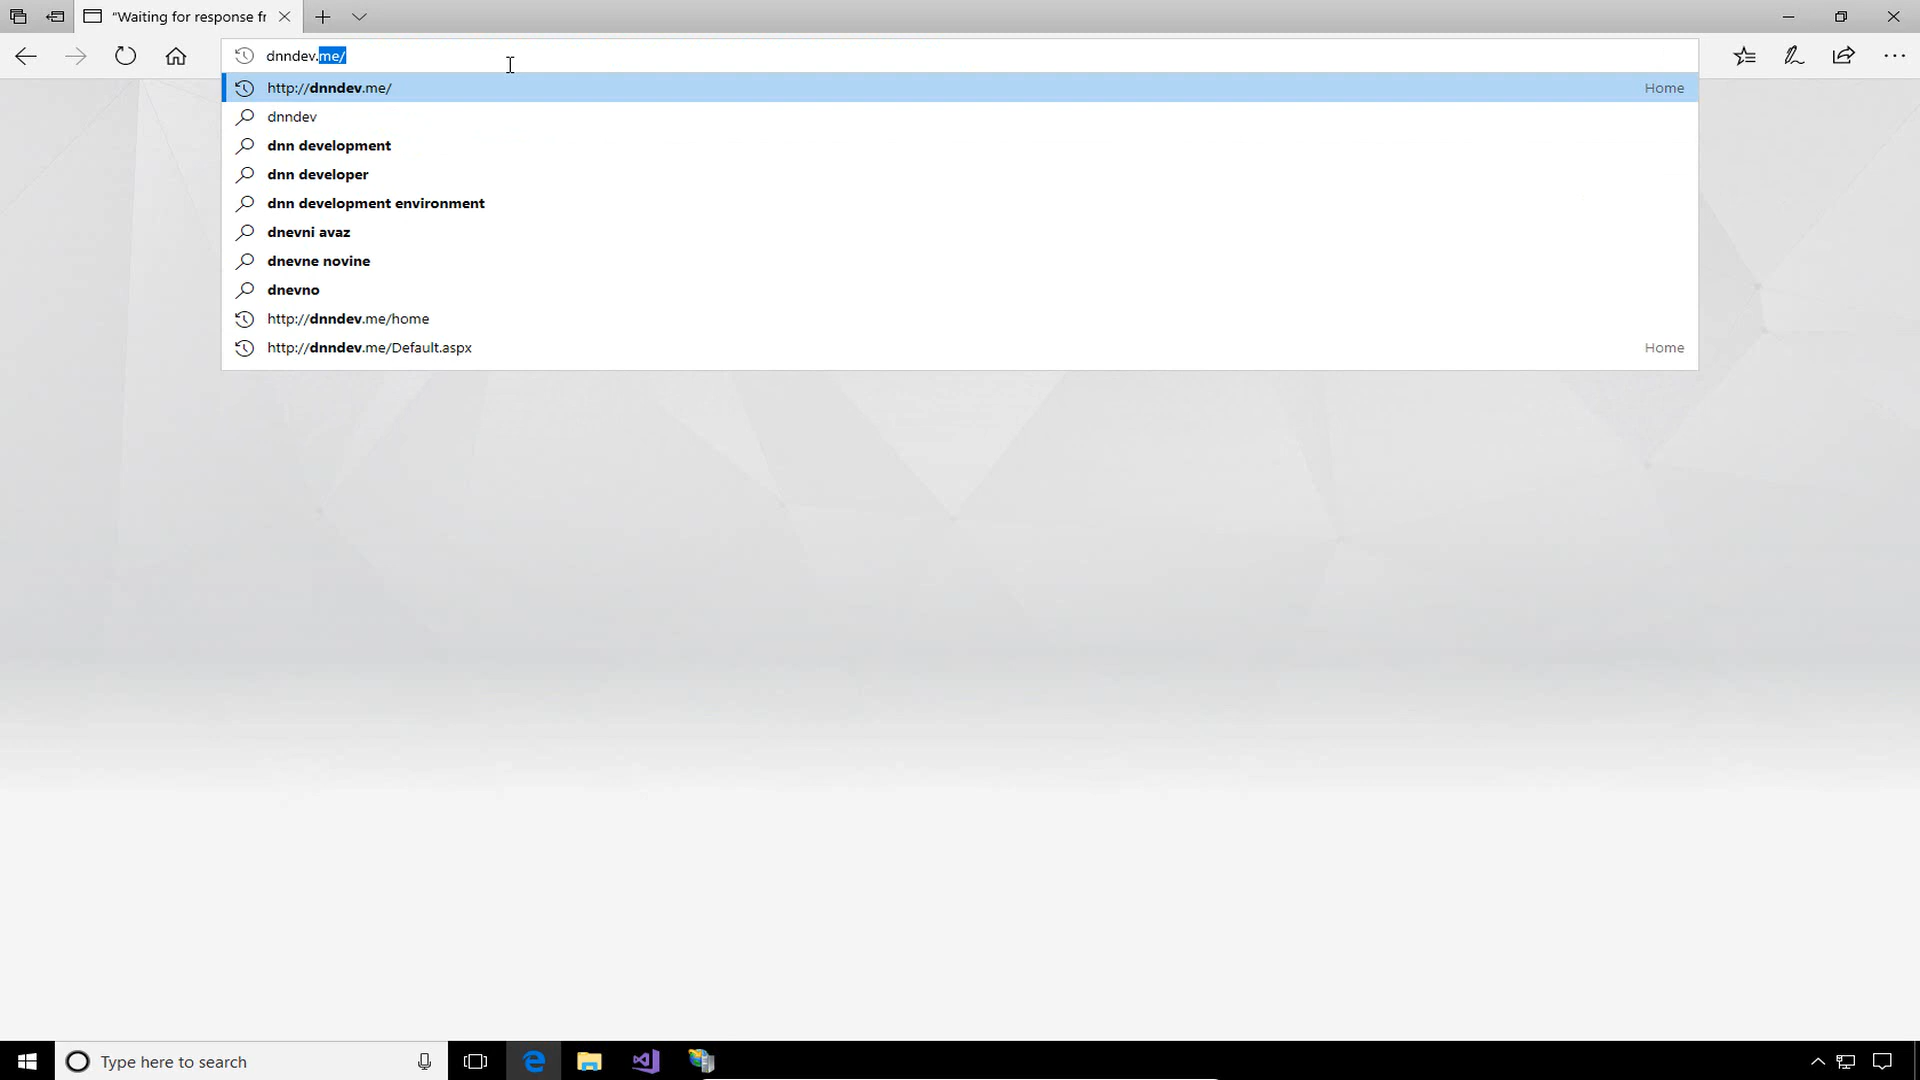 "Waiting for response fr
dnndev.me/
http://dnndev.me/ Home
dnndev
dnn development
dnn developer
dnn development environment
dnevni avaz
dnevne novine
dnevno
http://dnndev.me/home
http://dnndev.me/Default.aspx Home
Type here to search